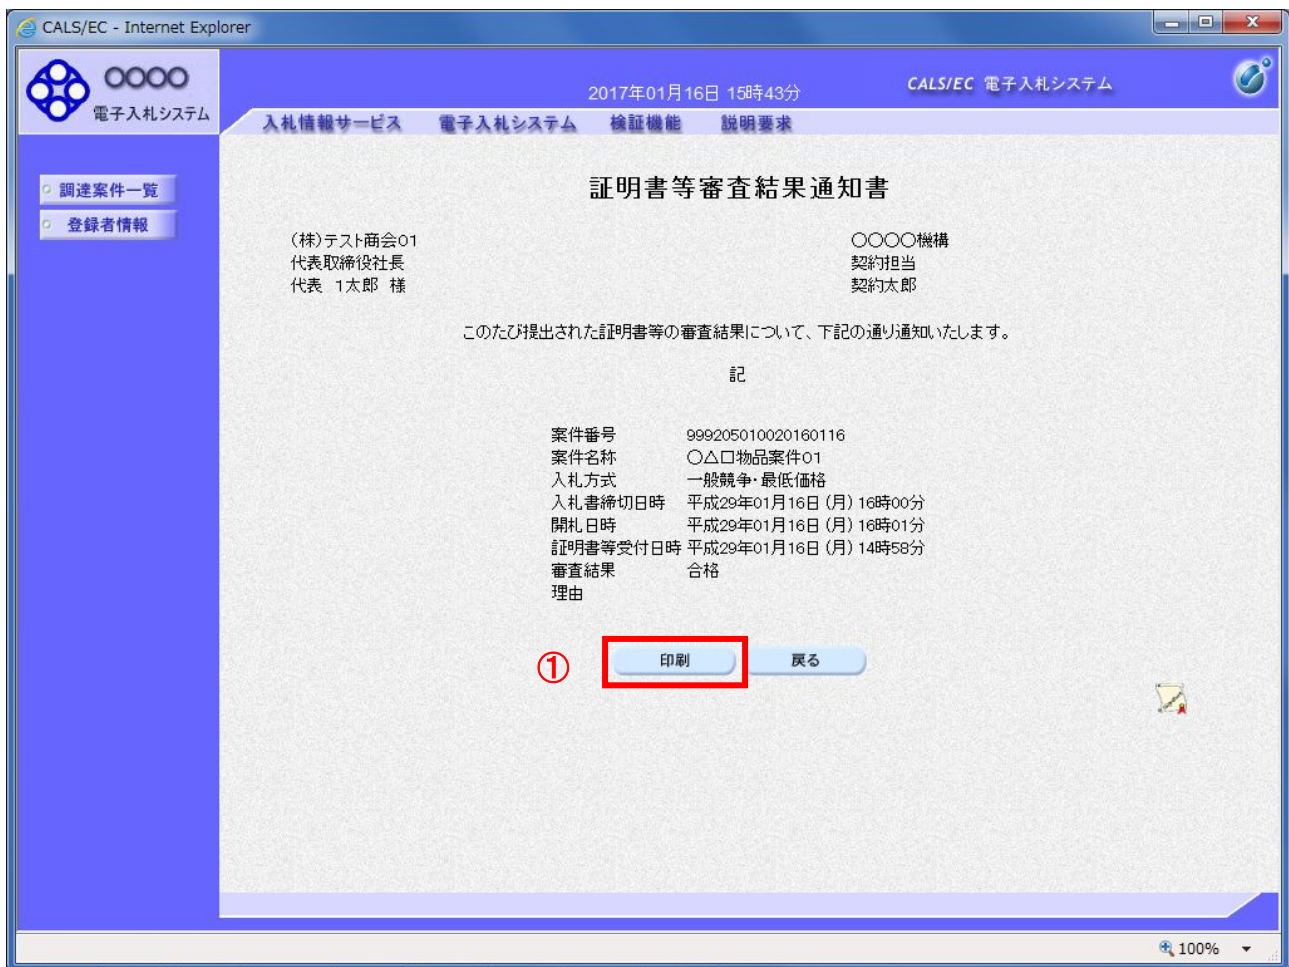 CALS/EC - Internet Explorer
〇〇〇〇
電子入札システム
2017年01月16日 15時43分
CALS/EC 電子入札システム
入札情報サービス 電子入札システム 検証機能 説明要求
調達案件一覧
登録者情報
証明書等審査結果通知書
(株)テスト商会01
代表取締役社長
代表 1太郎 様
〇〇〇〇機構
契約担当
契約太郎
このたび提出された証明書等の審査結果について、下記の通り通知いたします。
記
案件番号 999205010020160116
案件名称 〇△口物品案件01
入札方式 一般競争・最低価格
入札書締切日時 平成29年01月16日 (月) 16時00分
開札日時 平成29年01月16日 (月) 16時01分
証明書等受付日時 平成29年01月16日 (月) 14時58分
審査結果 合格
理由
① 印刷 戻る
100%